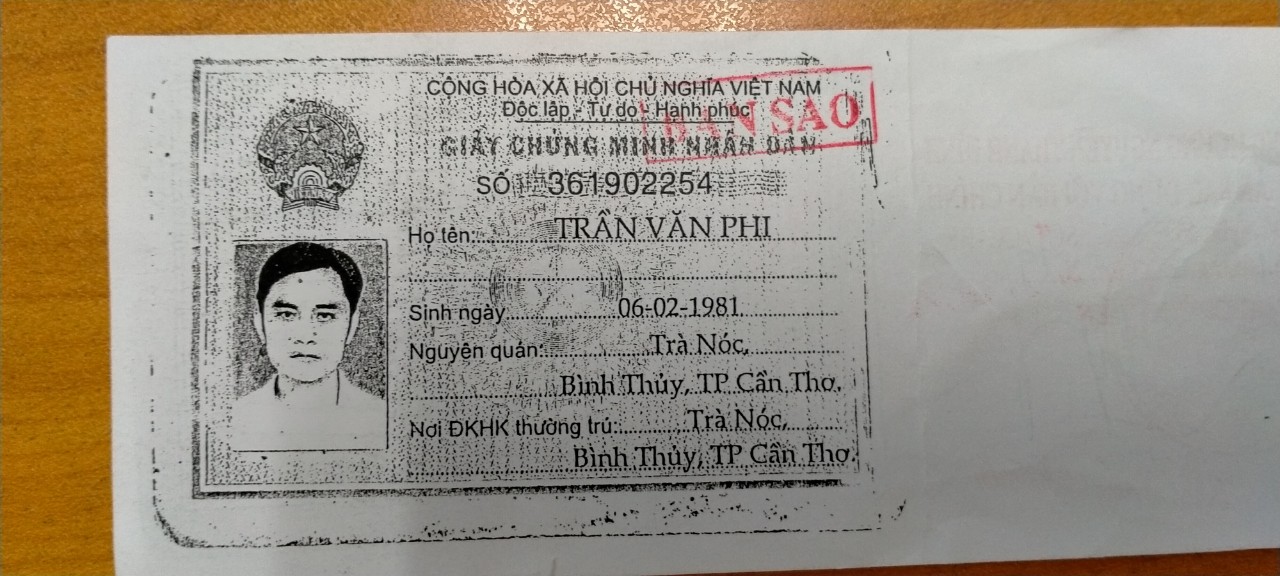 CỘNG HÒA XÃ HỘI CHỦ NGHĨA VIỆT NAM
Độc lập - Tự do - Hạnh phúc
BẢN SAO
GIẤY CHỨNG MINH NHÂN DÂN
SỐ 361902254
Họ tên: TRẦN VĂN PHI
Sinh ngày 06-02-1981
Nguyên quán: Trà Nóc,
Bình Thủy, TP Cần Thơ.
Nơi ĐKHK thường trú: Trà Nóc,
Bình Thủy, TP Cần Thơ.